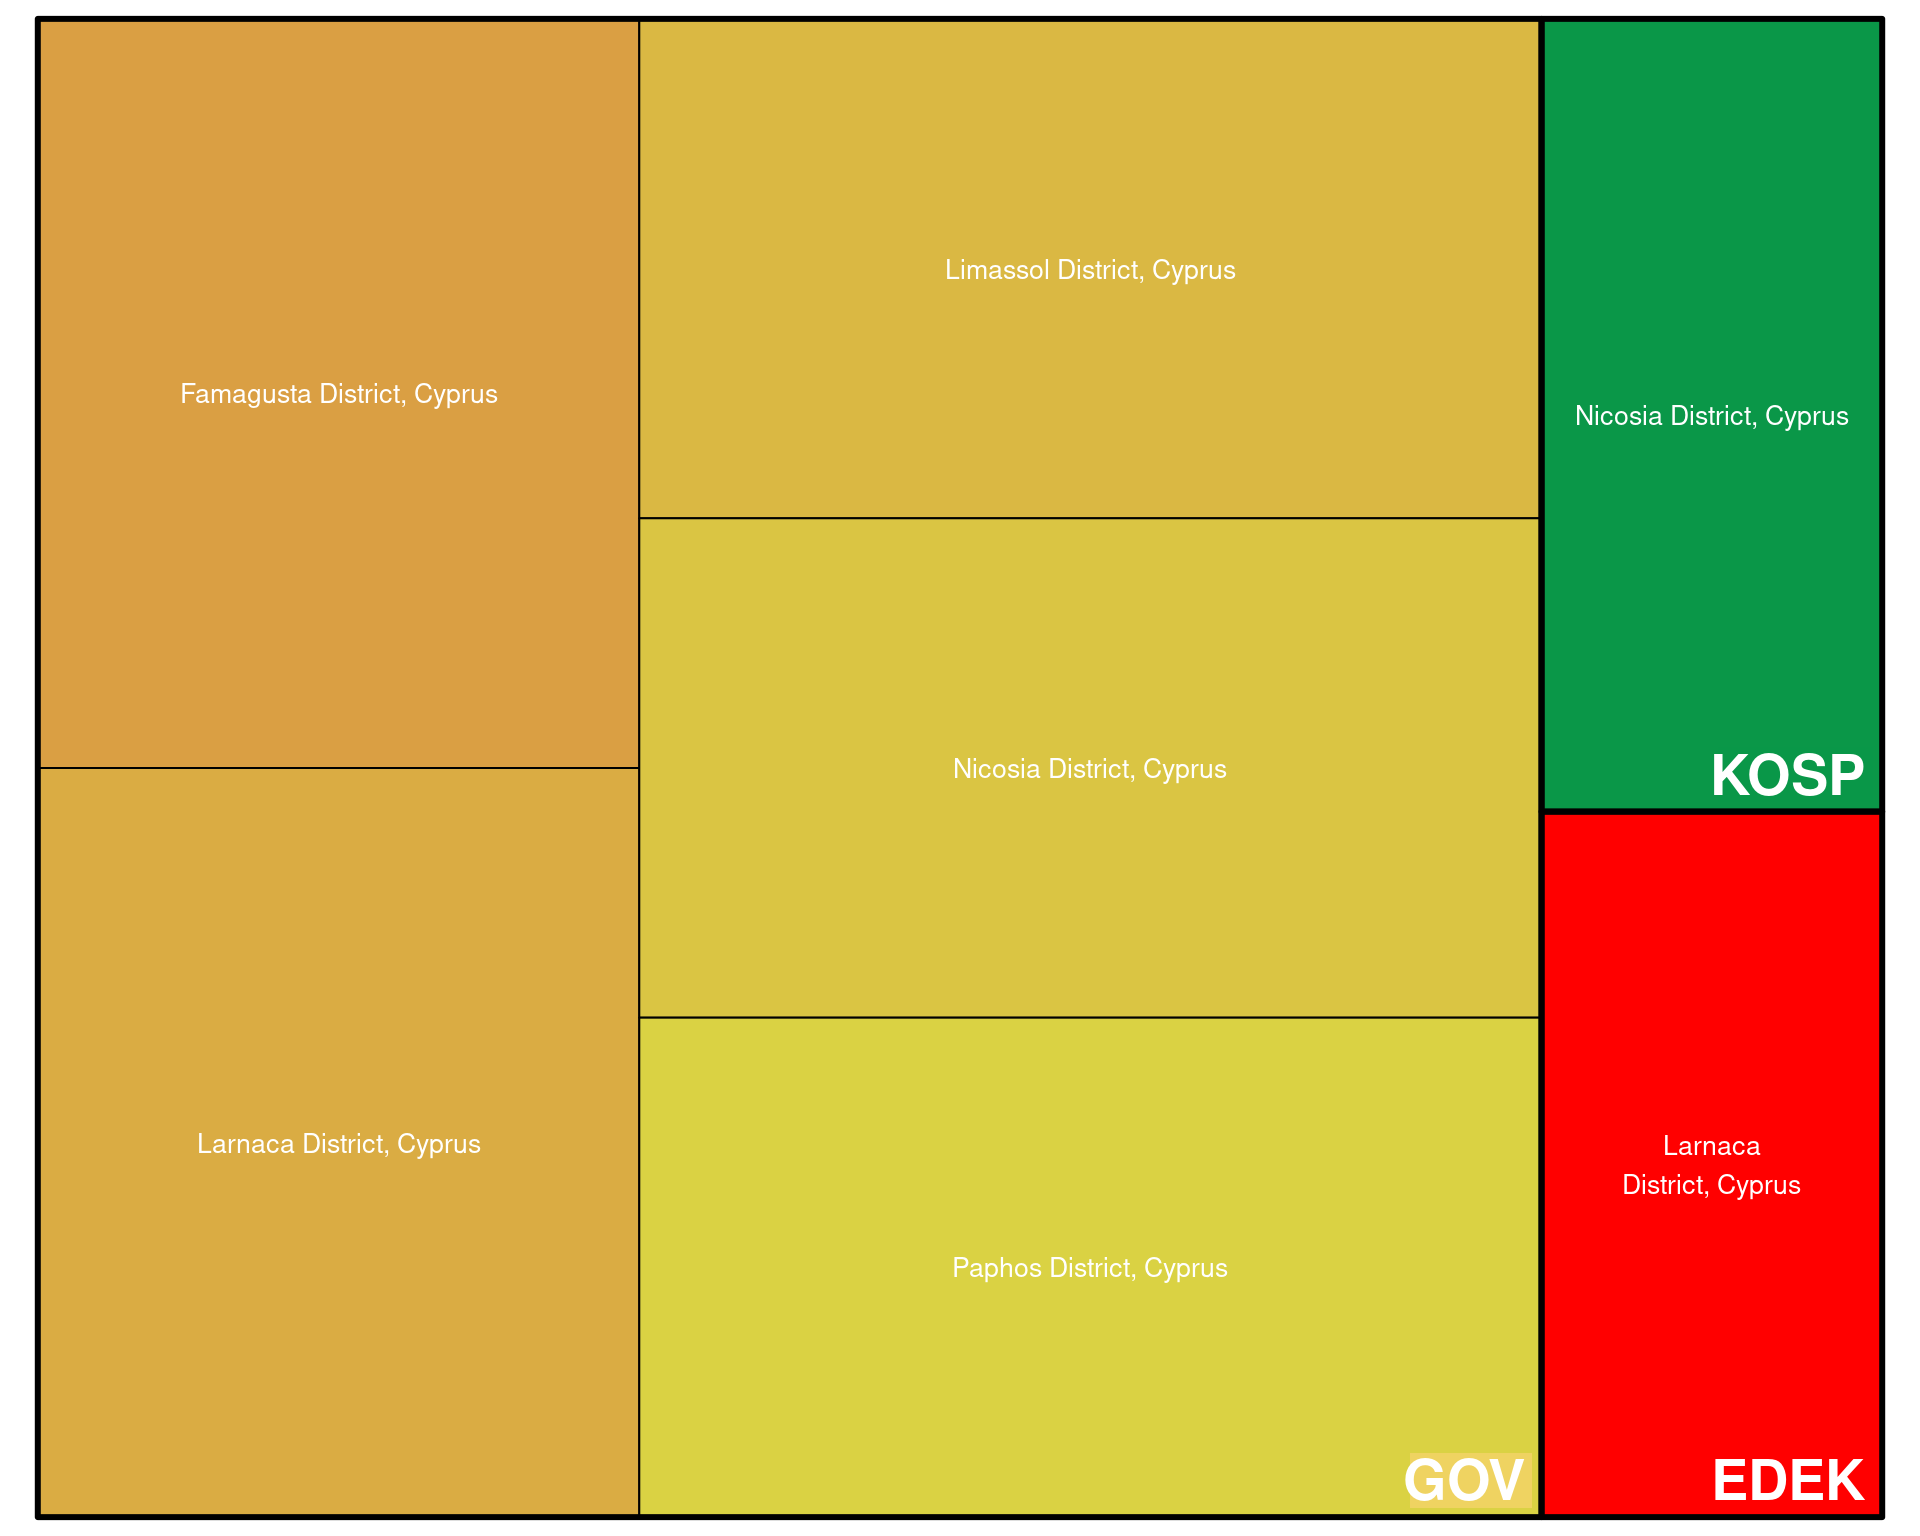 Famagusta District, Cyprus
Larnaca District, Cyprus
Limassol District, Cyprus
Nicosia District, Cyprus
Paphos District, Cyprus
GOV
Nicosia District, Cyprus
KOSP
Larnaca
District, Cyprus
EDEK